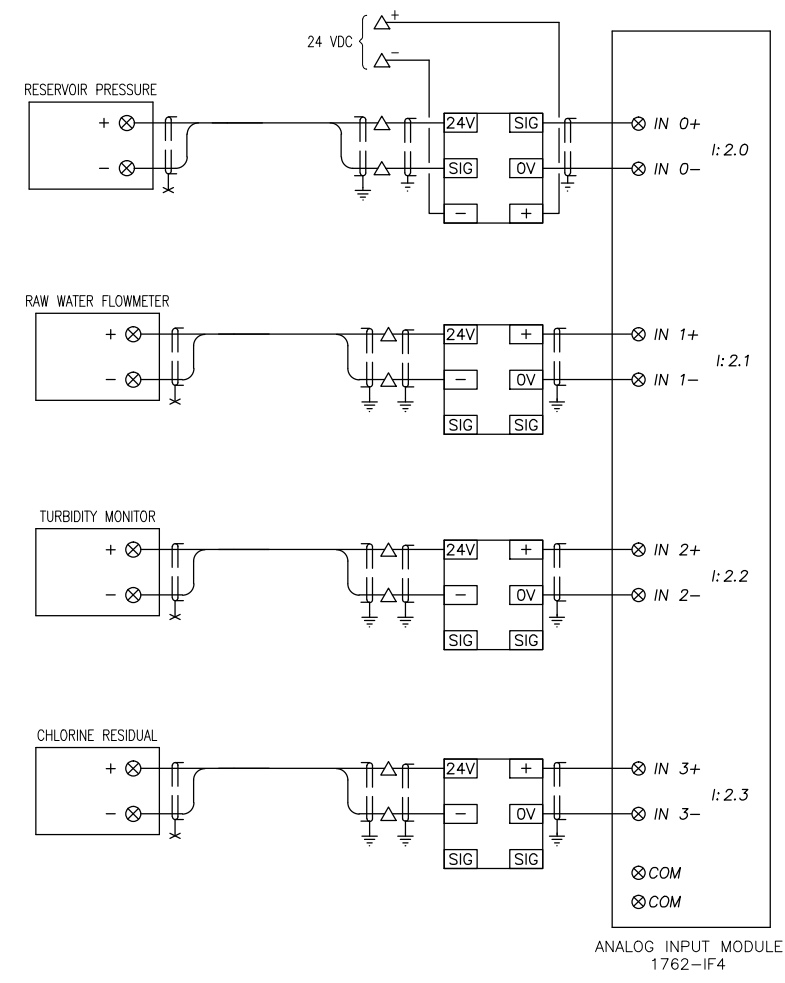 24 VDC
+
−
RESERVOIR PRESSURE
+
−
24V
SIG
SIG
0V
−
+
IN 0+
IN 0−
I:2.0
RAW WATER FLOWMETER
+
−
24V
+
−
0V
SIG
SIG
IN 1+
IN 1−
I:2.1
TURBIDITY MONITOR
+
−
24V
+
−
0V
SIG
SIG
IN 2+
IN 2−
I:2.2
CHLORINE RESIDUAL
+
−
24V
+
−
0V
SIG
SIG
IN 3+
IN 3−
I:2.3
COM
COM
ANALOG INPUT MODULE
1762−IF4